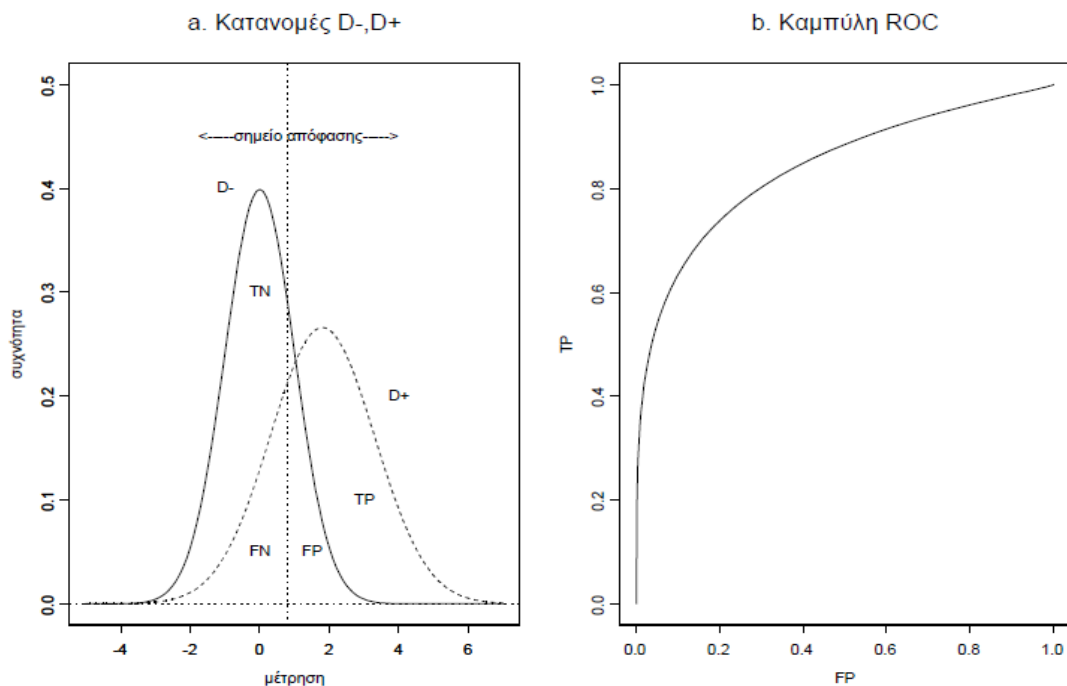 a. Κατανομές D-,D+
συχνότητα
0.5
0.4
0.3
0.2
0.1
0.0
<-----σημείο απόφασης----->
D-
TN
D+
TP
FN FP
-4 -2 0 2 4 6
μέτρηση
b. Καμπύλη ROC
TP
1.0
0.8
0.6
0.4
0.2
0.0
0.0 0.2 0.4 0.6 0.8 1.0
FP